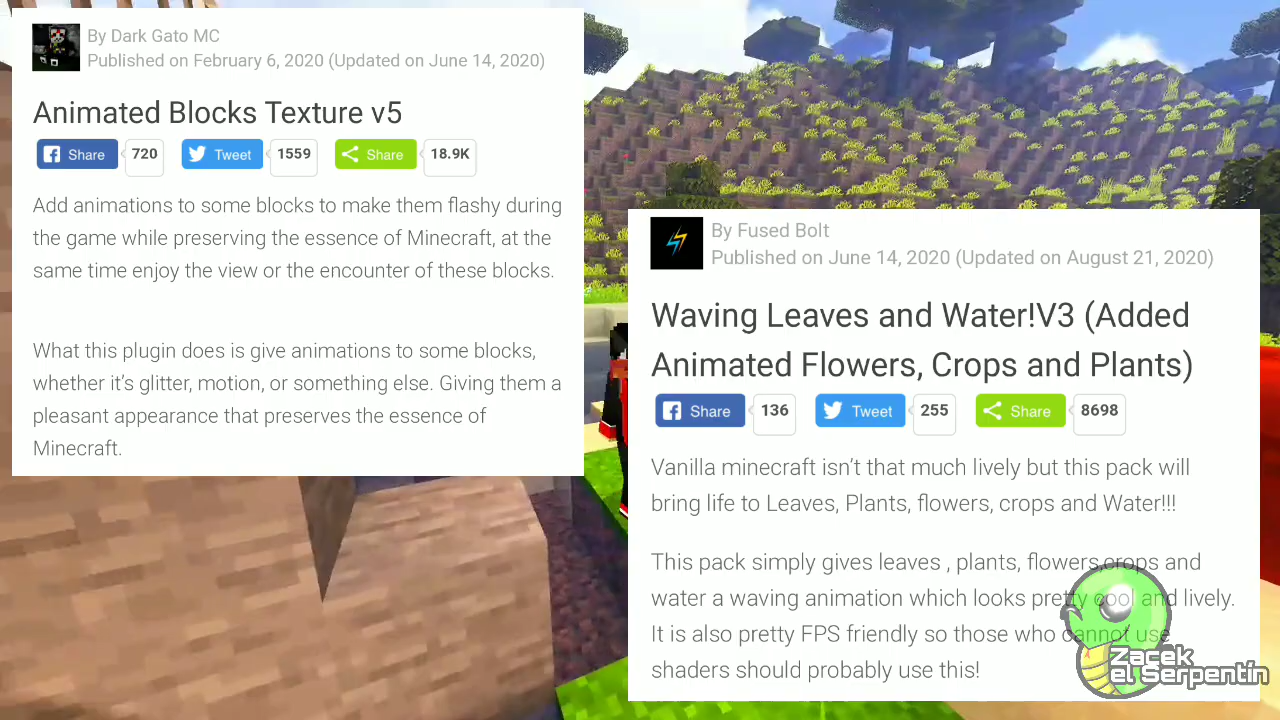 By Dark Gato MC
Published on February 6, 2020 (Updated on June 14, 2020)
Animated Blocks Texture v5
Share 720 Tweet 1559 Share 18.9K
Add animations to some blocks to make them flashy during
the game while preserving the essence of Minecraft, at the
same time enjoy the view or the encounter of these blocks.
What this plugin does is give animations to some blocks,
whether it's glitter, motion, or something else. Giving them a
pleasant appearance that preserves the essence of
Minecraft.
By Fused Bolt
Published on June 14, 2020 (Updated on August 21, 2020)
Waving Leaves and Water!V3 (Added
Animated Flowers, Crops and Plants)
Share 136 Tweet 255 Share 8698
Vanilla minecraft isn't that much lively but this pack will
bring life to Leaves, Plants, flowers, crops and Water!!!
This pack simply gives leaves , plants, flowers,crops and
water a waving animation which looks pretty cool and lively.
It is also pretty FPS friendly so those who cannot use
shaders should probably use this!
Zacek
el Serpentín